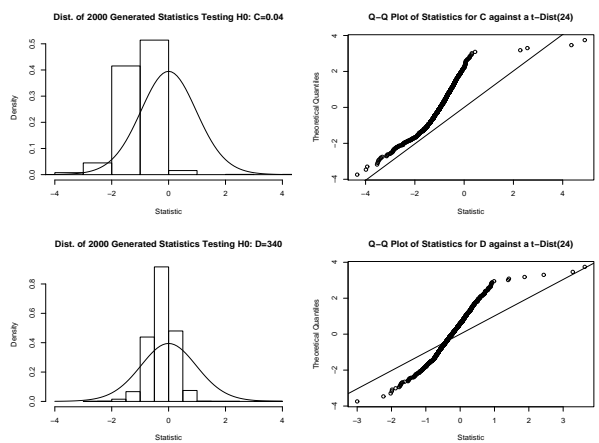 Dist. of 2000 Generated Statistics Testing H0: C=0.04
Density
0.0 0.1 0.2 0.3 0.4 0.5
−4 −2 0 2 4
Statistic
Q−Q Plot of Statistics for C against a t−Dist(24)
Theoretical Quantiles
−4 −2 0 2 4
−4 −2 0 2 4
Statistic
Dist. of 2000 Generated Statistics Testing H0: D=340
Density
0.0 0.2 0.4 0.6 0.8
−4 −2 0 2 4
Statistic
Q−Q Plot of Statistics for D against a t−Dist(24)
Theoretical Quantiles
−4 −2 0 2 4
−3 −2 −1 0 1 2 3
Statistic